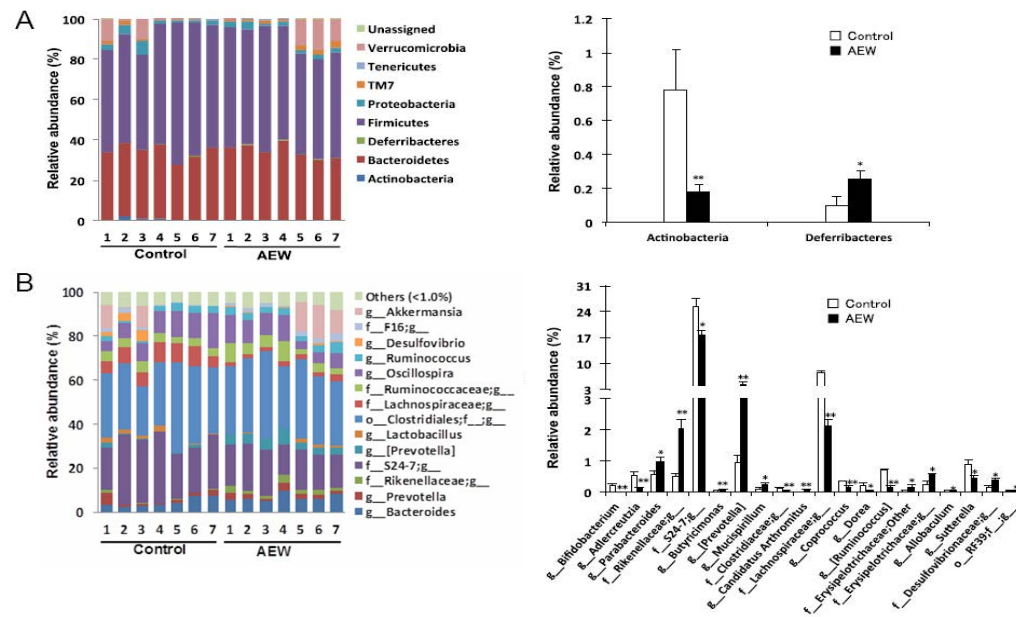 A
Relative abundance (%)
100
80
60
40
20
0
1 2 3 4 5 6 7 1 2 3 4 5 6 7
Control AEW
Unassigned
Verrucomicrobia
Tenericutes
TM7
Proteobacteria
Firmicutes
Deferribacteres
Bacteroidetes
Actinobacteria
Relative abundance (%)
1.2
1
0.8
0.6
0.4
0.2
0
Control
AEW
**
*
Actinobacteria Deferribacteres
B
Relative abundance (%)
100
80
60
40
20
0
1 2 3 4 5 6 7 1 2 3 4 5 6 7
Control AEW
Others (<1.0%)
g__Akkermansia
f__F16;g__
g__Desulfovibrio
g__Ruminococcus
g__Oscillospira
f__Ruminococcaceae;g__
f__Lachnospiraceae;g__
o__Clostridiales;f__;g__
g__Lactobacillus
g__[Prevotella]
f__S24-7;g__
f__Rikenellaceae;g__
g__Prevotella
g__Bacteroides
Relative abundance (%)
31
24
17
10
3
3
2
1
0
Control
AEW
** ** * ** * ** ** * ** ** ** ** * ** * * * * * *
g__Bifidobacterium
g__Adlercreutzia
g__Parabacteroides
f__Rikenellaceae;g__
f__S24-7;g__
g__Butyricimonas
g__[Prevotella]
g__Mucispirillum
f__Clostridiaceae;g__
g__Candidatus Arthromitus
f__Lachnospiraceae;g__
g__Coprococcus
g__Dorea
g__[Ruminococcus]
f__Erysipelotrichaceae;Other
f__Erysipelotrichaceae;g__
g__Allobaculum
g__Sutterella
f__Desulfovibrionaceae;g__
o__RF39;f__;g__